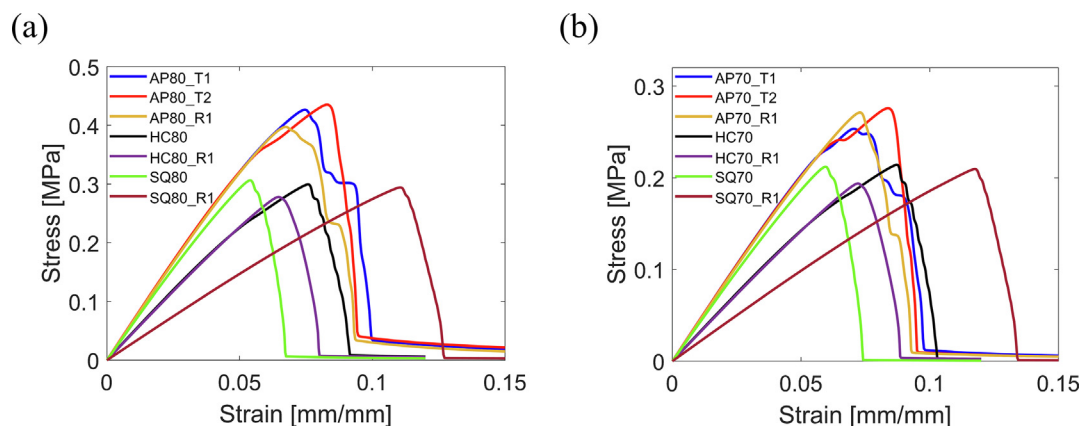 (a)
0.5
0.4
0.3
0.2
0.1
0
0
0.05
0.1
0.15
Stress [MPa]
Strain [mm/mm]
AP80_T1
AP80_T2
AP80_R1
HC80
HC80_R1
SQ80
SQ80_R1
(b)
0.3
0.2
0.1
0
0
0.05
0.1
0.15
Stress [MPa]
Strain [mm/mm]
AP70_T1
AP70_T2
AP70_R1
HC70
HC70_R1
SQ70
SQ70_R1